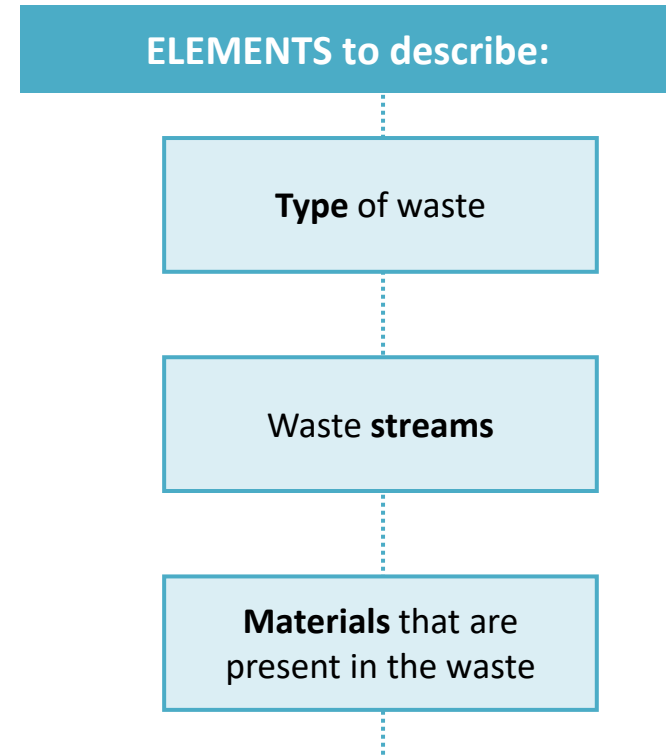 ELEMENTS to describe:
Type of waste
Waste streams
Materials that are
present in the waste